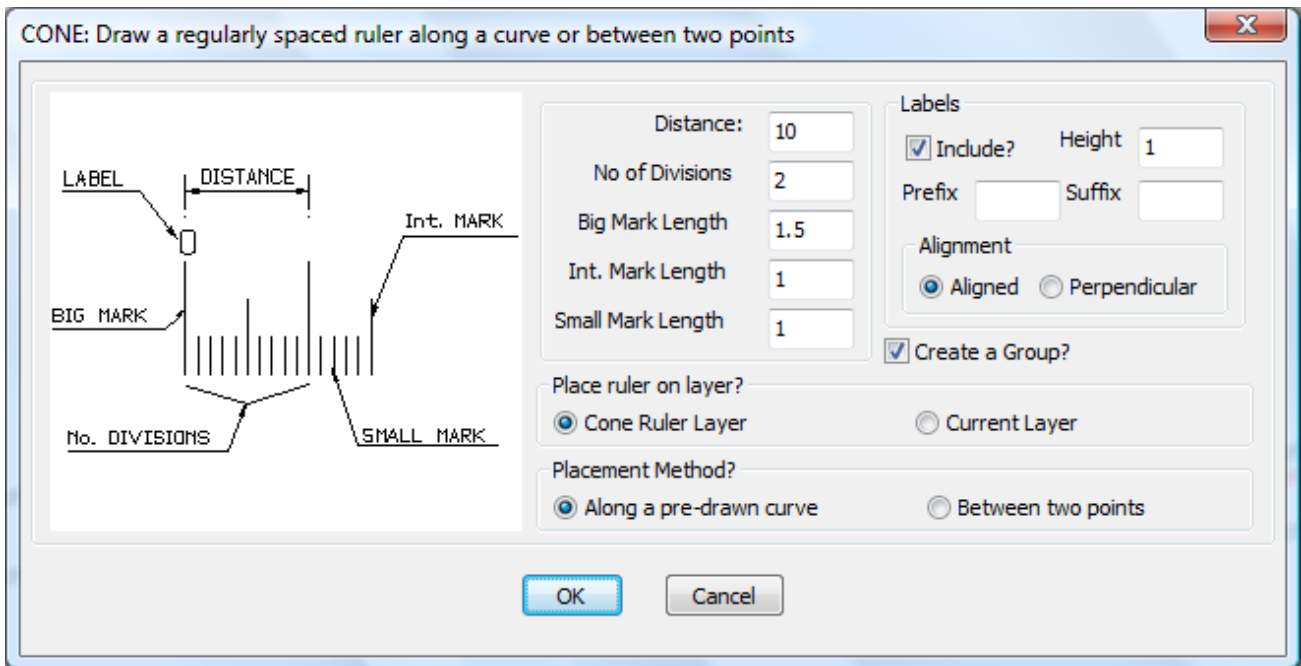 CONE: Draw a regularly spaced ruler along a curve or between two points
LABEL
DISTANCE
Int. MARK
BIG MARK
No. DIVISIONS
SMALL MARK
Distance: 10
No of Divisions 2
Big Mark Length 1.5
Int. Mark Length 1
Small Mark Length 1
Labels
Include? Height 1
Prefix Suffix
Alignment
Aligned Perpendicular
Create a Group?
Place ruler on layer?
Cone Ruler Layer Current Layer
Placement Method?
Along a pre-drawn curve Between two points
OK Cancel